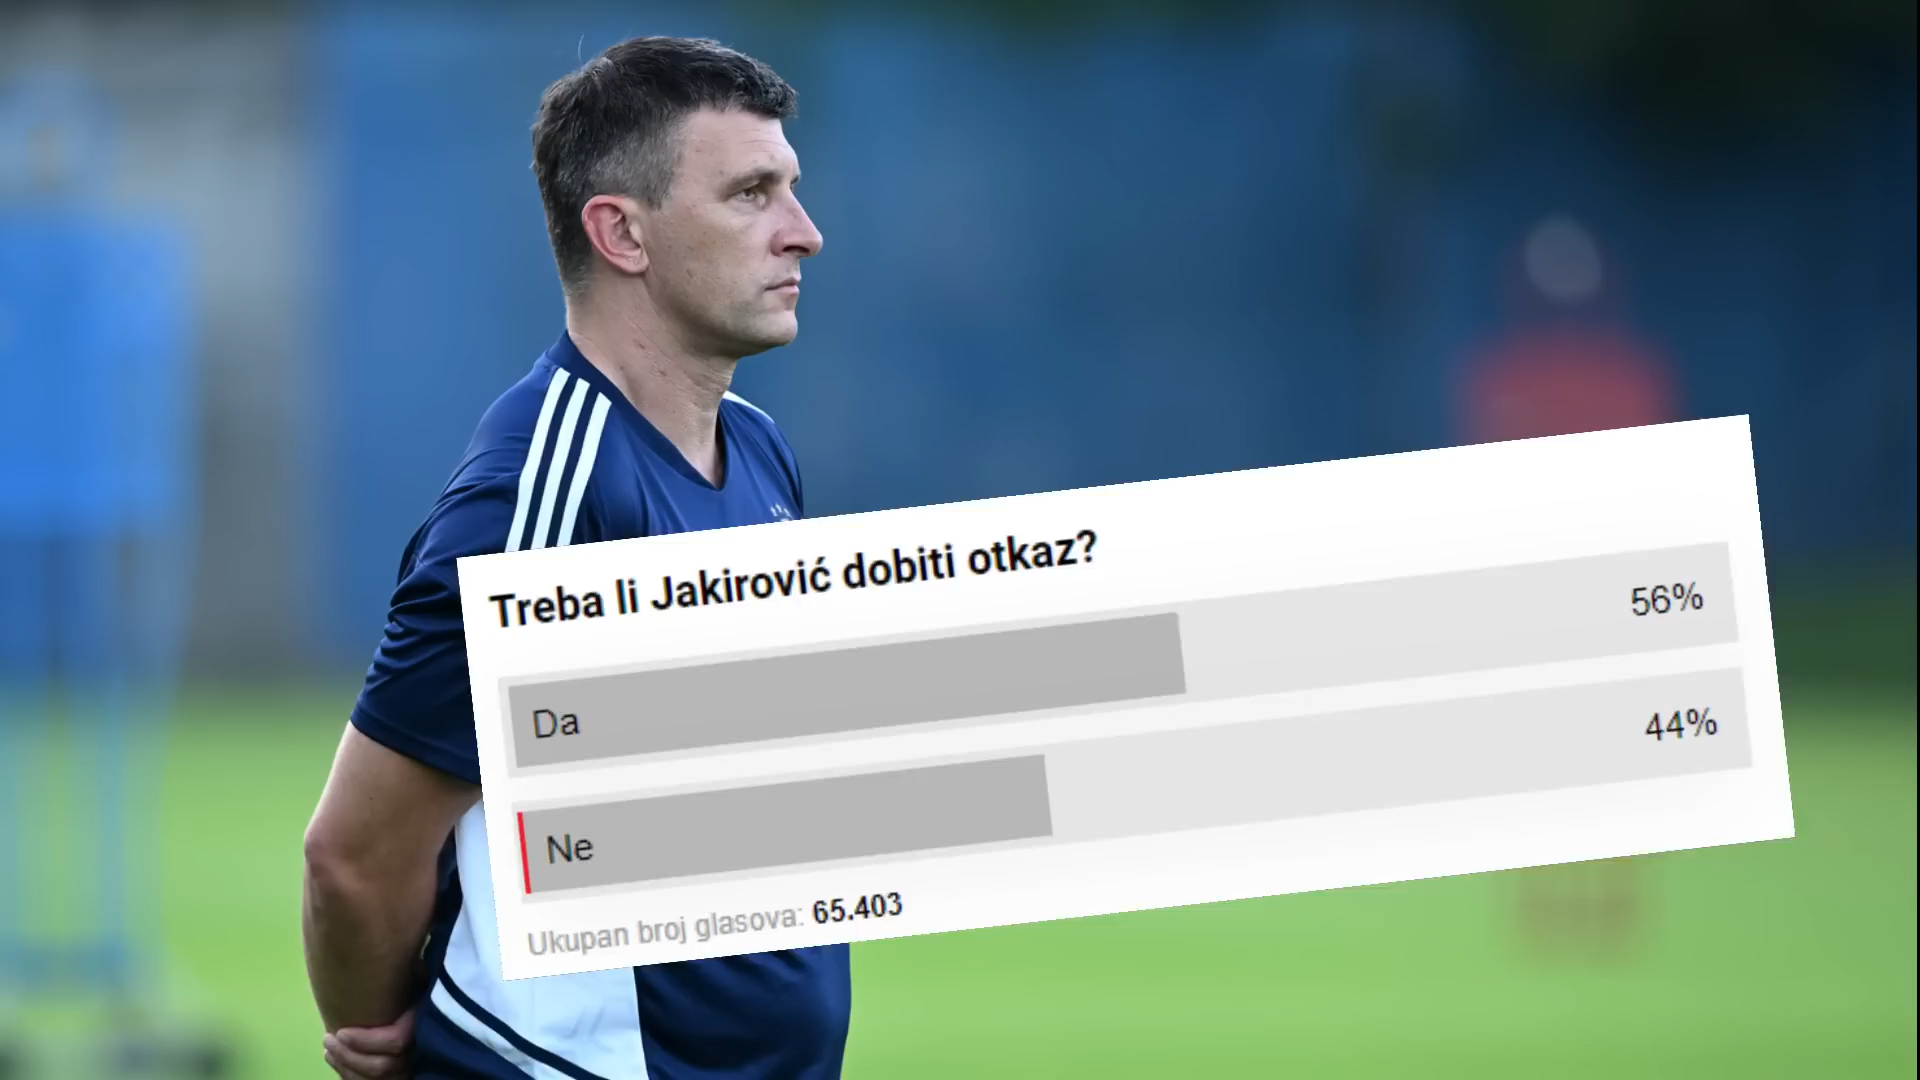 Treba li Jakirović dobiti otkaz?
Da 56%
Ne 44%
Ukupan broj glasova: 65.403